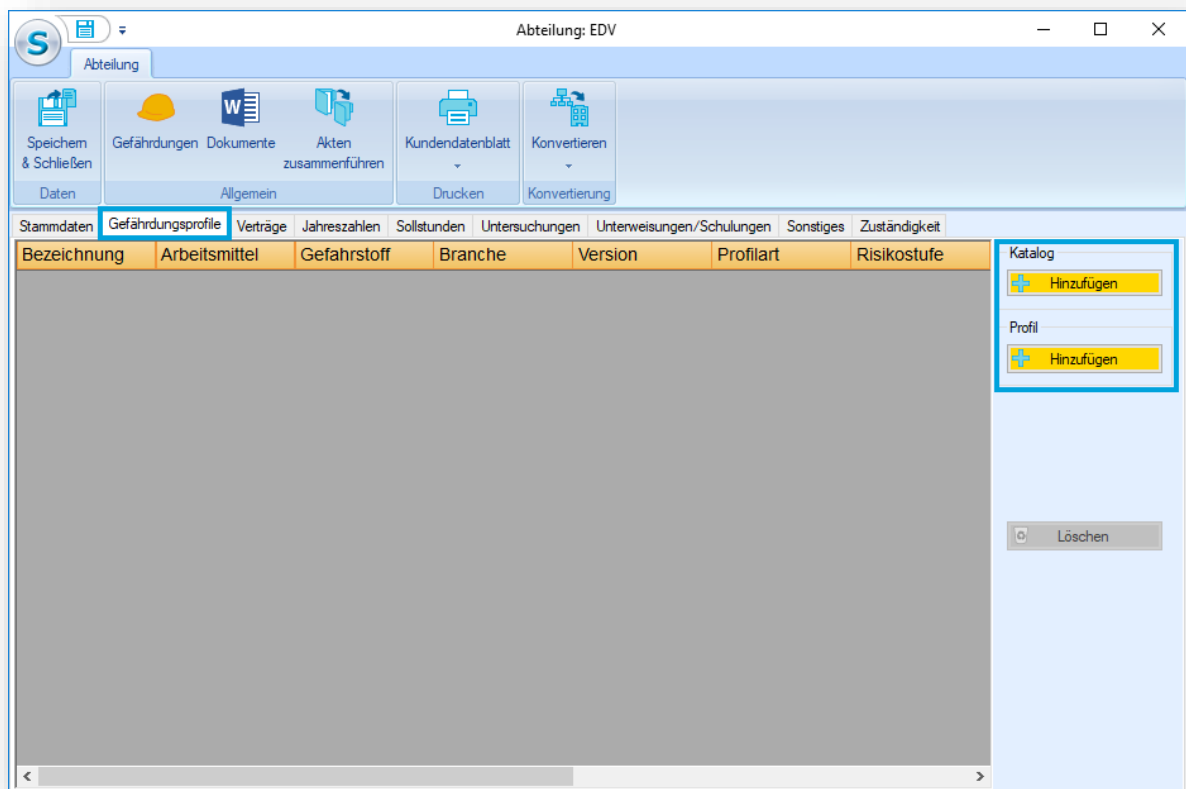 S
Abteilung: EDV
Abteilung
Speichern
& Schließen
Gefährdungen
Dokumente
Akten
zusammenführen
Kundendatenblatt
Konvertieren
Daten
Allgemein
Drucken
Konvertierung
Stammdaten Gefährdungsprofile Verträge Jahreszahlen Sollstunden Untersuchungen Unterweisungen/Schulungen Sonstiges Zuständigkeit
Bezeichnung Arbeitsmittel Gefahrstoff Branche Version Profilart Risikostufe
Katalog
Hinzufügen
Profil
Hinzufügen
Löschen